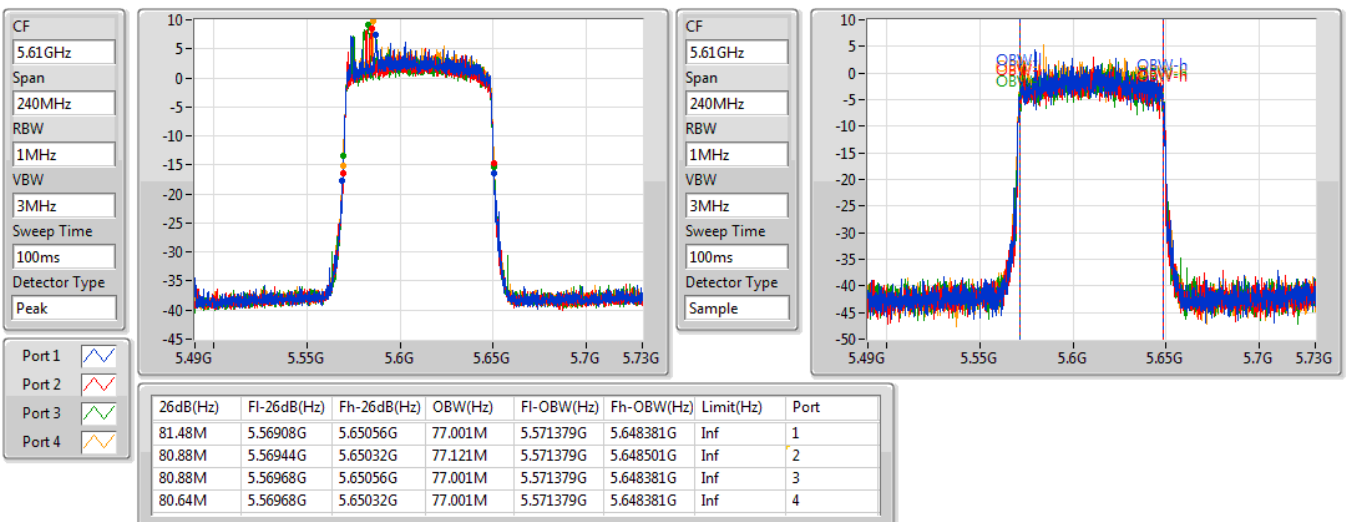 CF
5.61GHz
Span
240MHz
RBW
1MHz
VBW
3MHz
Sweep Time
100ms
Detector Type
Peak
10
5
0
-5
-10
-15
-20
-25
-30
-35
-40
-45
5.49G 5.55G 5.6G 5.65G 5.7G 5.73G
CF
5.61GHz
Span
240MHz
RBW
1MHz
VBW
3MHz
Sweep Time
100ms
Detector Type
Sample
10
5
0
-5
-10
-15
-20
-25
-30
-35
-40
-45
-50
OBW-h
5.49G 5.55G 5.6G 5.65G 5.7G 5.73G
Port 1
Port 2
Port 3
Port 4
26dB(Hz) Fl-26dB(Hz) Fh-26dB(Hz) OBW(Hz) Fl-OBW(Hz) Fh-OBW(Hz) Limit(Hz) Port
81.48M 5.56908G 5.65056G 77.001M 5.571379G 5.648381G Inf 1
80.88M 5.56944G 5.65032G 77.121M 5.571379G 5.648501G Inf 2
80.88M 5.56968G 5.65056G 77.001M 5.571379G 5.648381G Inf 3
80.64M 5.56968G 5.65032G 77.001M 5.571379G 5.648381G Inf 4